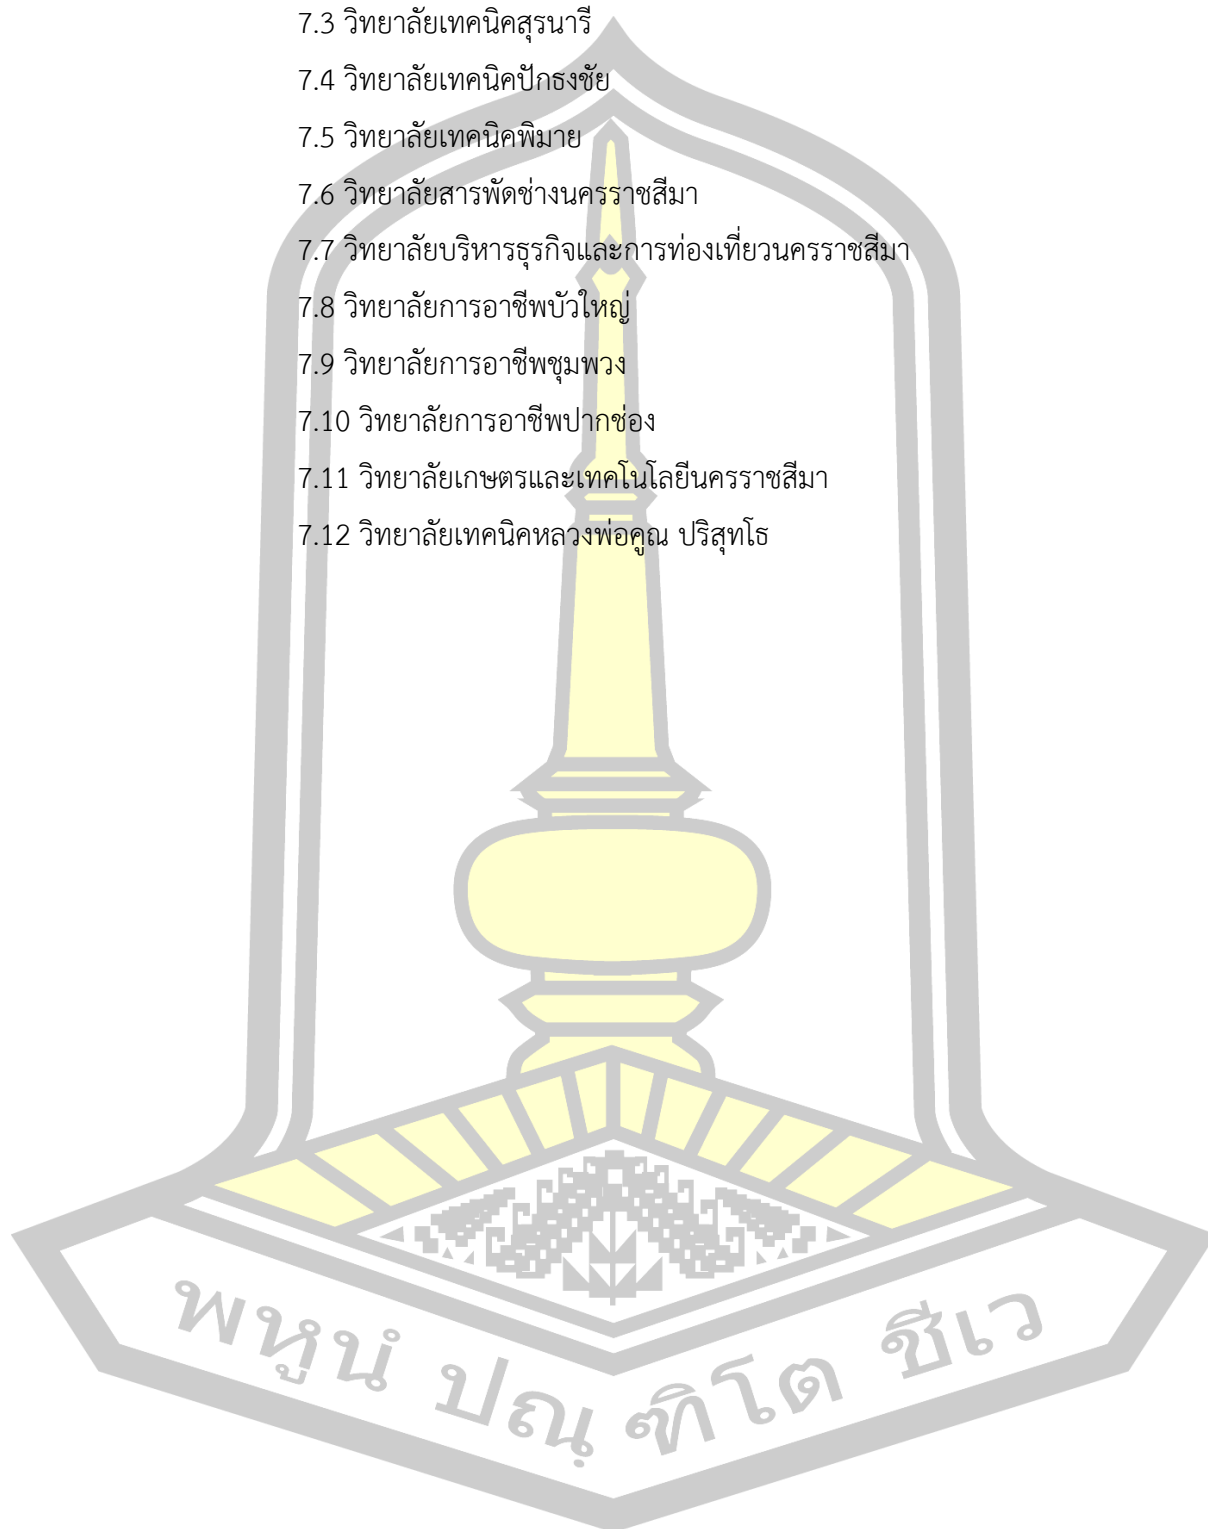 7.3 วิทยาลัยเทคนิคสุรนารี
7.4 วิทยาลัยเทคนิคปักธงชัย
7.5 วิทยาลัยเทคนิคพิมาย
7.6 วิทยาลัยสารพัดช่างนครราชสีมา
7.7 วิทยาลัยบริหารธุรกิจและการท่องเที่ยวนครราชสีมา
7.8 วิทยาลัยการอาชีพบัวใหญ่
7.9 วิทยาลัยการอาชีพชุมพวง
7.10 วิทยาลัยการอาชีพปากช่อง
7.11 วิทยาลัยเกษตรและเทคโนโลยีนครราชสีมา
7.12 วิทยาลัยเทคนิคหลวงพ่อคูณ ปริสุทโธ
พหูนํ ปณฺ ฑิโต ชีเว